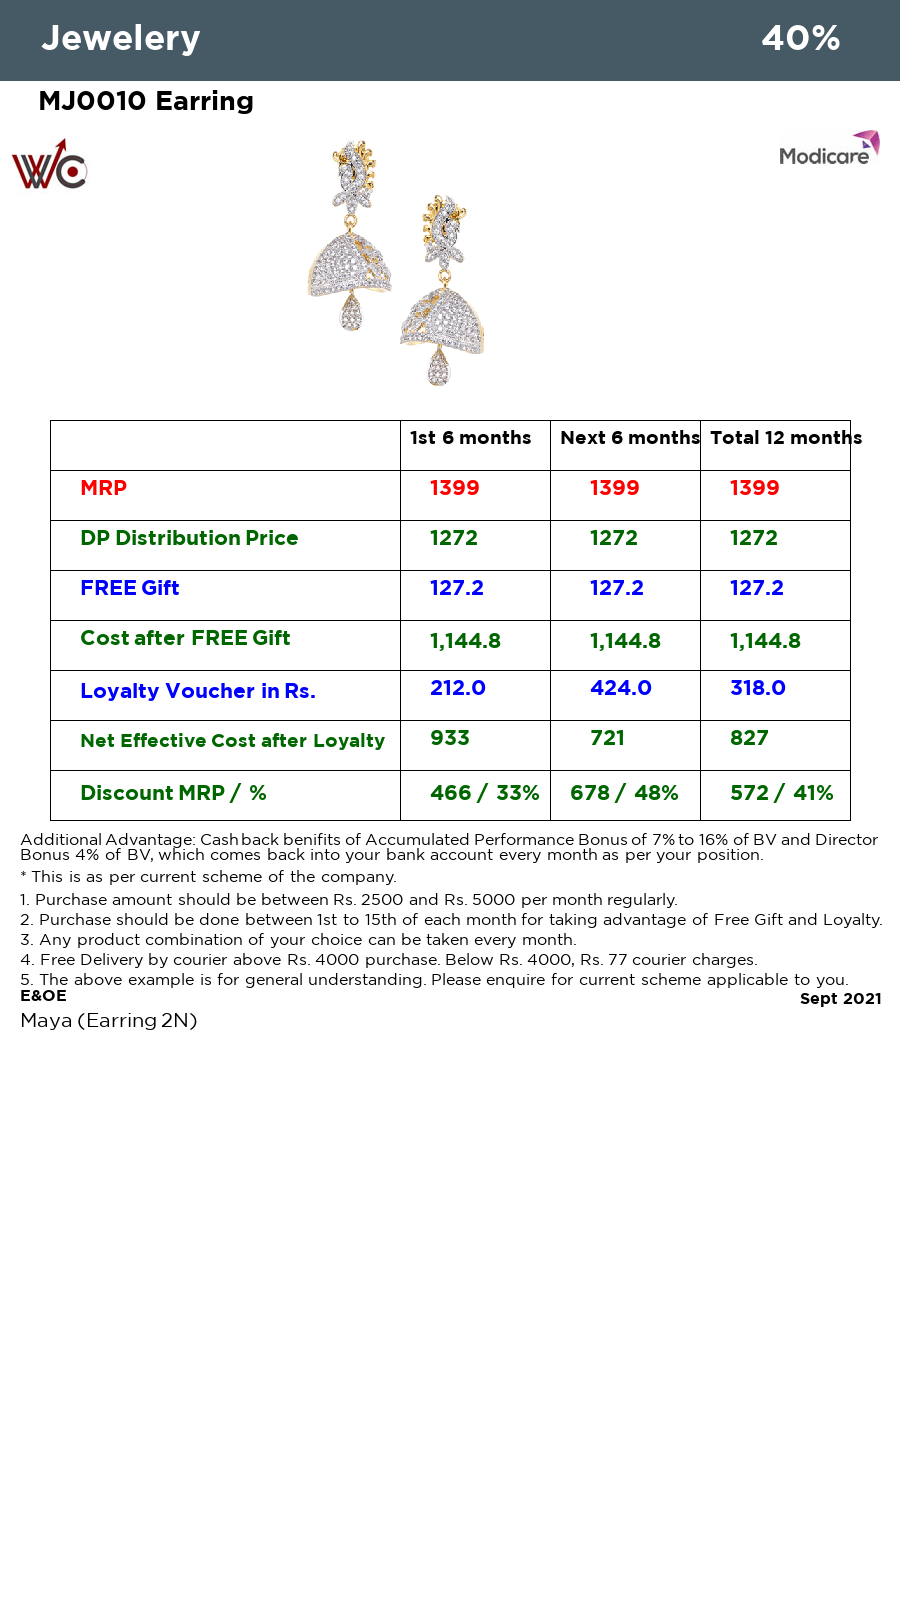 Jewelery 40%
MJ0010 Earring
WC
Modicare
1st 6 months Next 6 months Total 12 months
MRP 1399 1399 1399
DP Distribution Price 1272 1272 1272
FREE Gift 127.2 127.2 127.2
Cost after FREE Gift 1,144.8 1,144.8 1,144.8
Loyalty Voucher in Rs. 212.0 424.0 318.0
Net Effective Cost after Loyalty 933 721 827
Discount MRP / % 466 / 33% 678 / 48% 572 / 41%
Additional Advantage: Cashback benifits of Accumulated Performance Bonus of 7% to 16% of BV and Director
Bonus 4% of BV, which comes back into your bank account every month as per your position.
* This is as per current scheme of the company.
1. Purchase amount should be between Rs. 2500 and Rs. 5000 per month regularly.
2. Purchase should be done between 1st to 15th of each month for taking advantage of Free Gift and Loyalty.
3. Any product combination of your choice can be taken every month.
4. Free Delivery by courier above Rs. 4000 purchase. Below Rs. 4000, Rs. 77 courier charges.
5. The above example is for general understanding. Please enquire for current scheme applicable to you.
E&OE Sept 2021
Maya (Earring 2N)